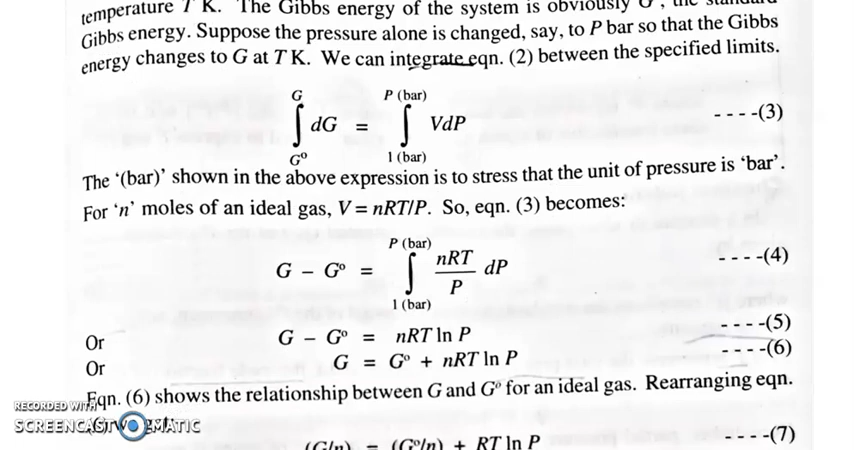 temperature T K. The Gibbs energy of the system is obviously G°, the standard
Gibbs energy. Suppose the pressure alone is changed, say, to P bar so that the Gibbs
energy changes to G at T K. We can integrate eqn. (2) between the specified limits.
G P (bar)
∫ dG = ∫ VdP ----(3)
G° 1 (bar)
The '(bar)' shown in the above expression is to stress that the unit of pressure is 'bar'.
For 'n' moles of an ideal gas, V = nRT/P. So, eqn. (3) becomes:
P (bar)
G – G° = ∫ nRT/P dP ----(4)
1 (bar)
Or G – G° = nRT ln P ----(5)
Or G = G° + nRT ln P ----(6)
Eqn. (6) shows the relationship between G and G° for an ideal gas. Rearranging eqn.
RECORDED WITH
SCREENCAST MATIC
(G/n) = (G°/n) + RT ln P ----(7)